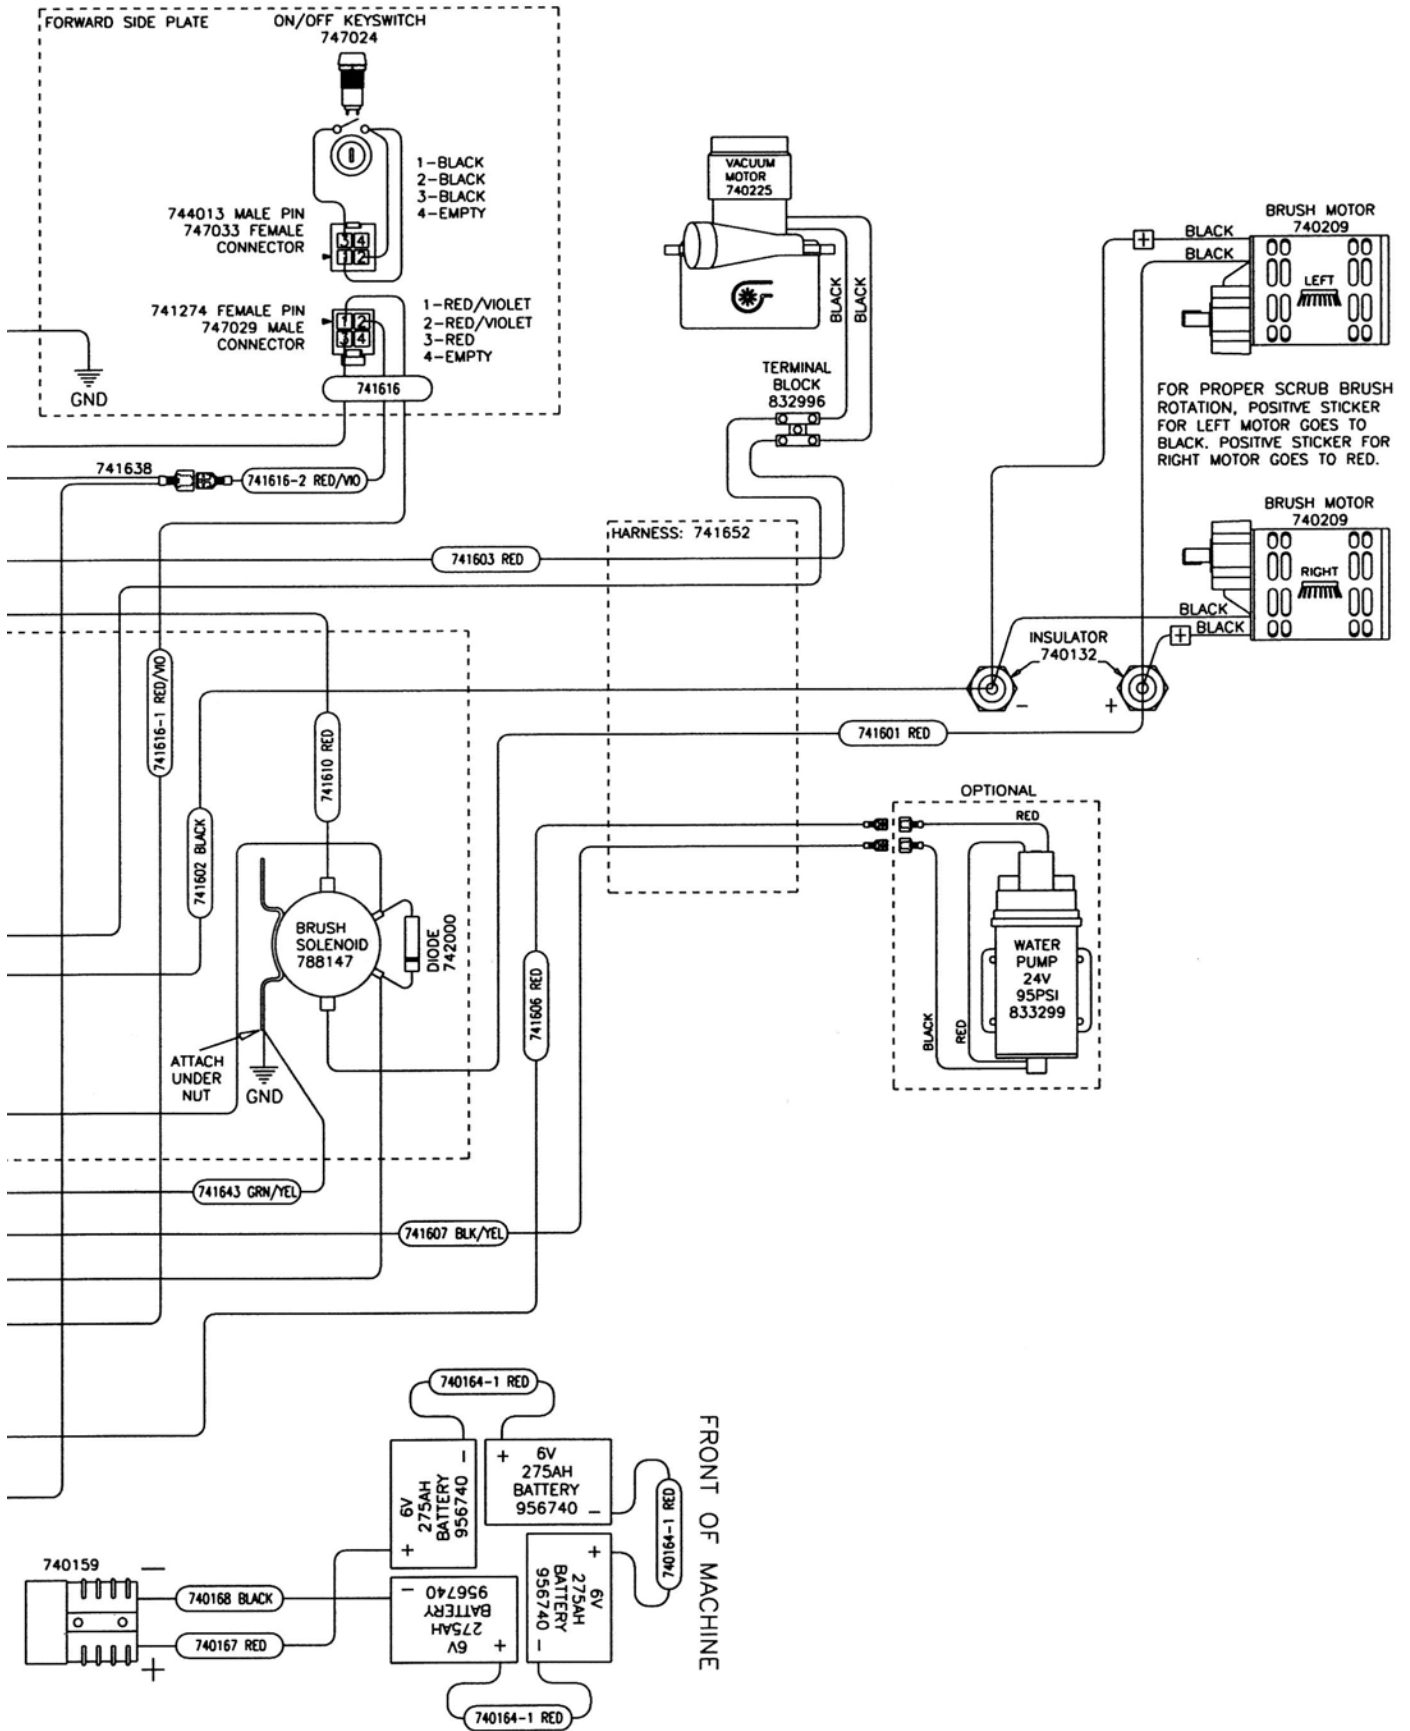 FORWARD SIDE PLATE
ON/OFF KEYSWITCH
747024
1-BLACK
2-BLACK
3-BLACK
4-EMPTY
744013 MALE PIN
747033 FEMALE
CONNECTOR
3 4
1 2
741274 FEMALE PIN
747029 MALE
CONNECTOR
1 2
3 4
1-RED/VIOLET
2-RED/VIOLET
3-RED
4-EMPTY
741616
GND
741638
741616-2 RED/VIO
VACUUM
MOTOR
740225
BLACK
BLACK
TERMINAL
BLOCK
832996
BRUSH MOTOR
740209
BLACK
+
BLACK
LEFT
FOR PROPER SCRUB BRUSH
ROTATION, POSITIVE STICKER
FOR LEFT MOTOR GOES TO
BLACK. POSITIVE STICKER FOR
RIGHT MOTOR GOES TO RED.
BRUSH MOTOR
740209
RIGHT
BLACK
+
BLACK
HARNESS: 741652
741603 RED
INSULATOR
740132
-
+
741616-1 RED/VIO
741610 RED
741601 RED
741602 BLACK
OPTIONAL
RED
BRUSH
SOLENOID
788147
DIODE
742000
741606 RED
WATER
PUMP
24V
95PSI
833299
BLACK
RED
ATTACH
UNDER
NUT
GND
741643 GRN/YEL
741607 BLK/YEL
740164-1 RED
-
6V
275AH
BATTERY
956740
+
+
6V
275AH
BATTERY
956740
-
740164-1 RED
FRONT OF MACHINE
+
6V
275AH
BATTERY
956740
-
740159
-
740168 BLACK
740167 RED
+
-
6V
275AH
BATTERY
956740
+
740164-1 RED